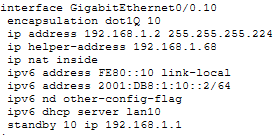 interface GigabitEthernet0/0.10
encapsulation dot1Q 10
ip address 192.168.1.2 255.255.255.224
ip helper-address 192.168.1.68
ip nat inside
ipv6 address FE80::10 link-local
ipv6 address 2001:DB8:1:10::2/64
ipv6 nd other-config-flag
ipv6 dhcp server lan10
standby 10 ip 192.168.1.1